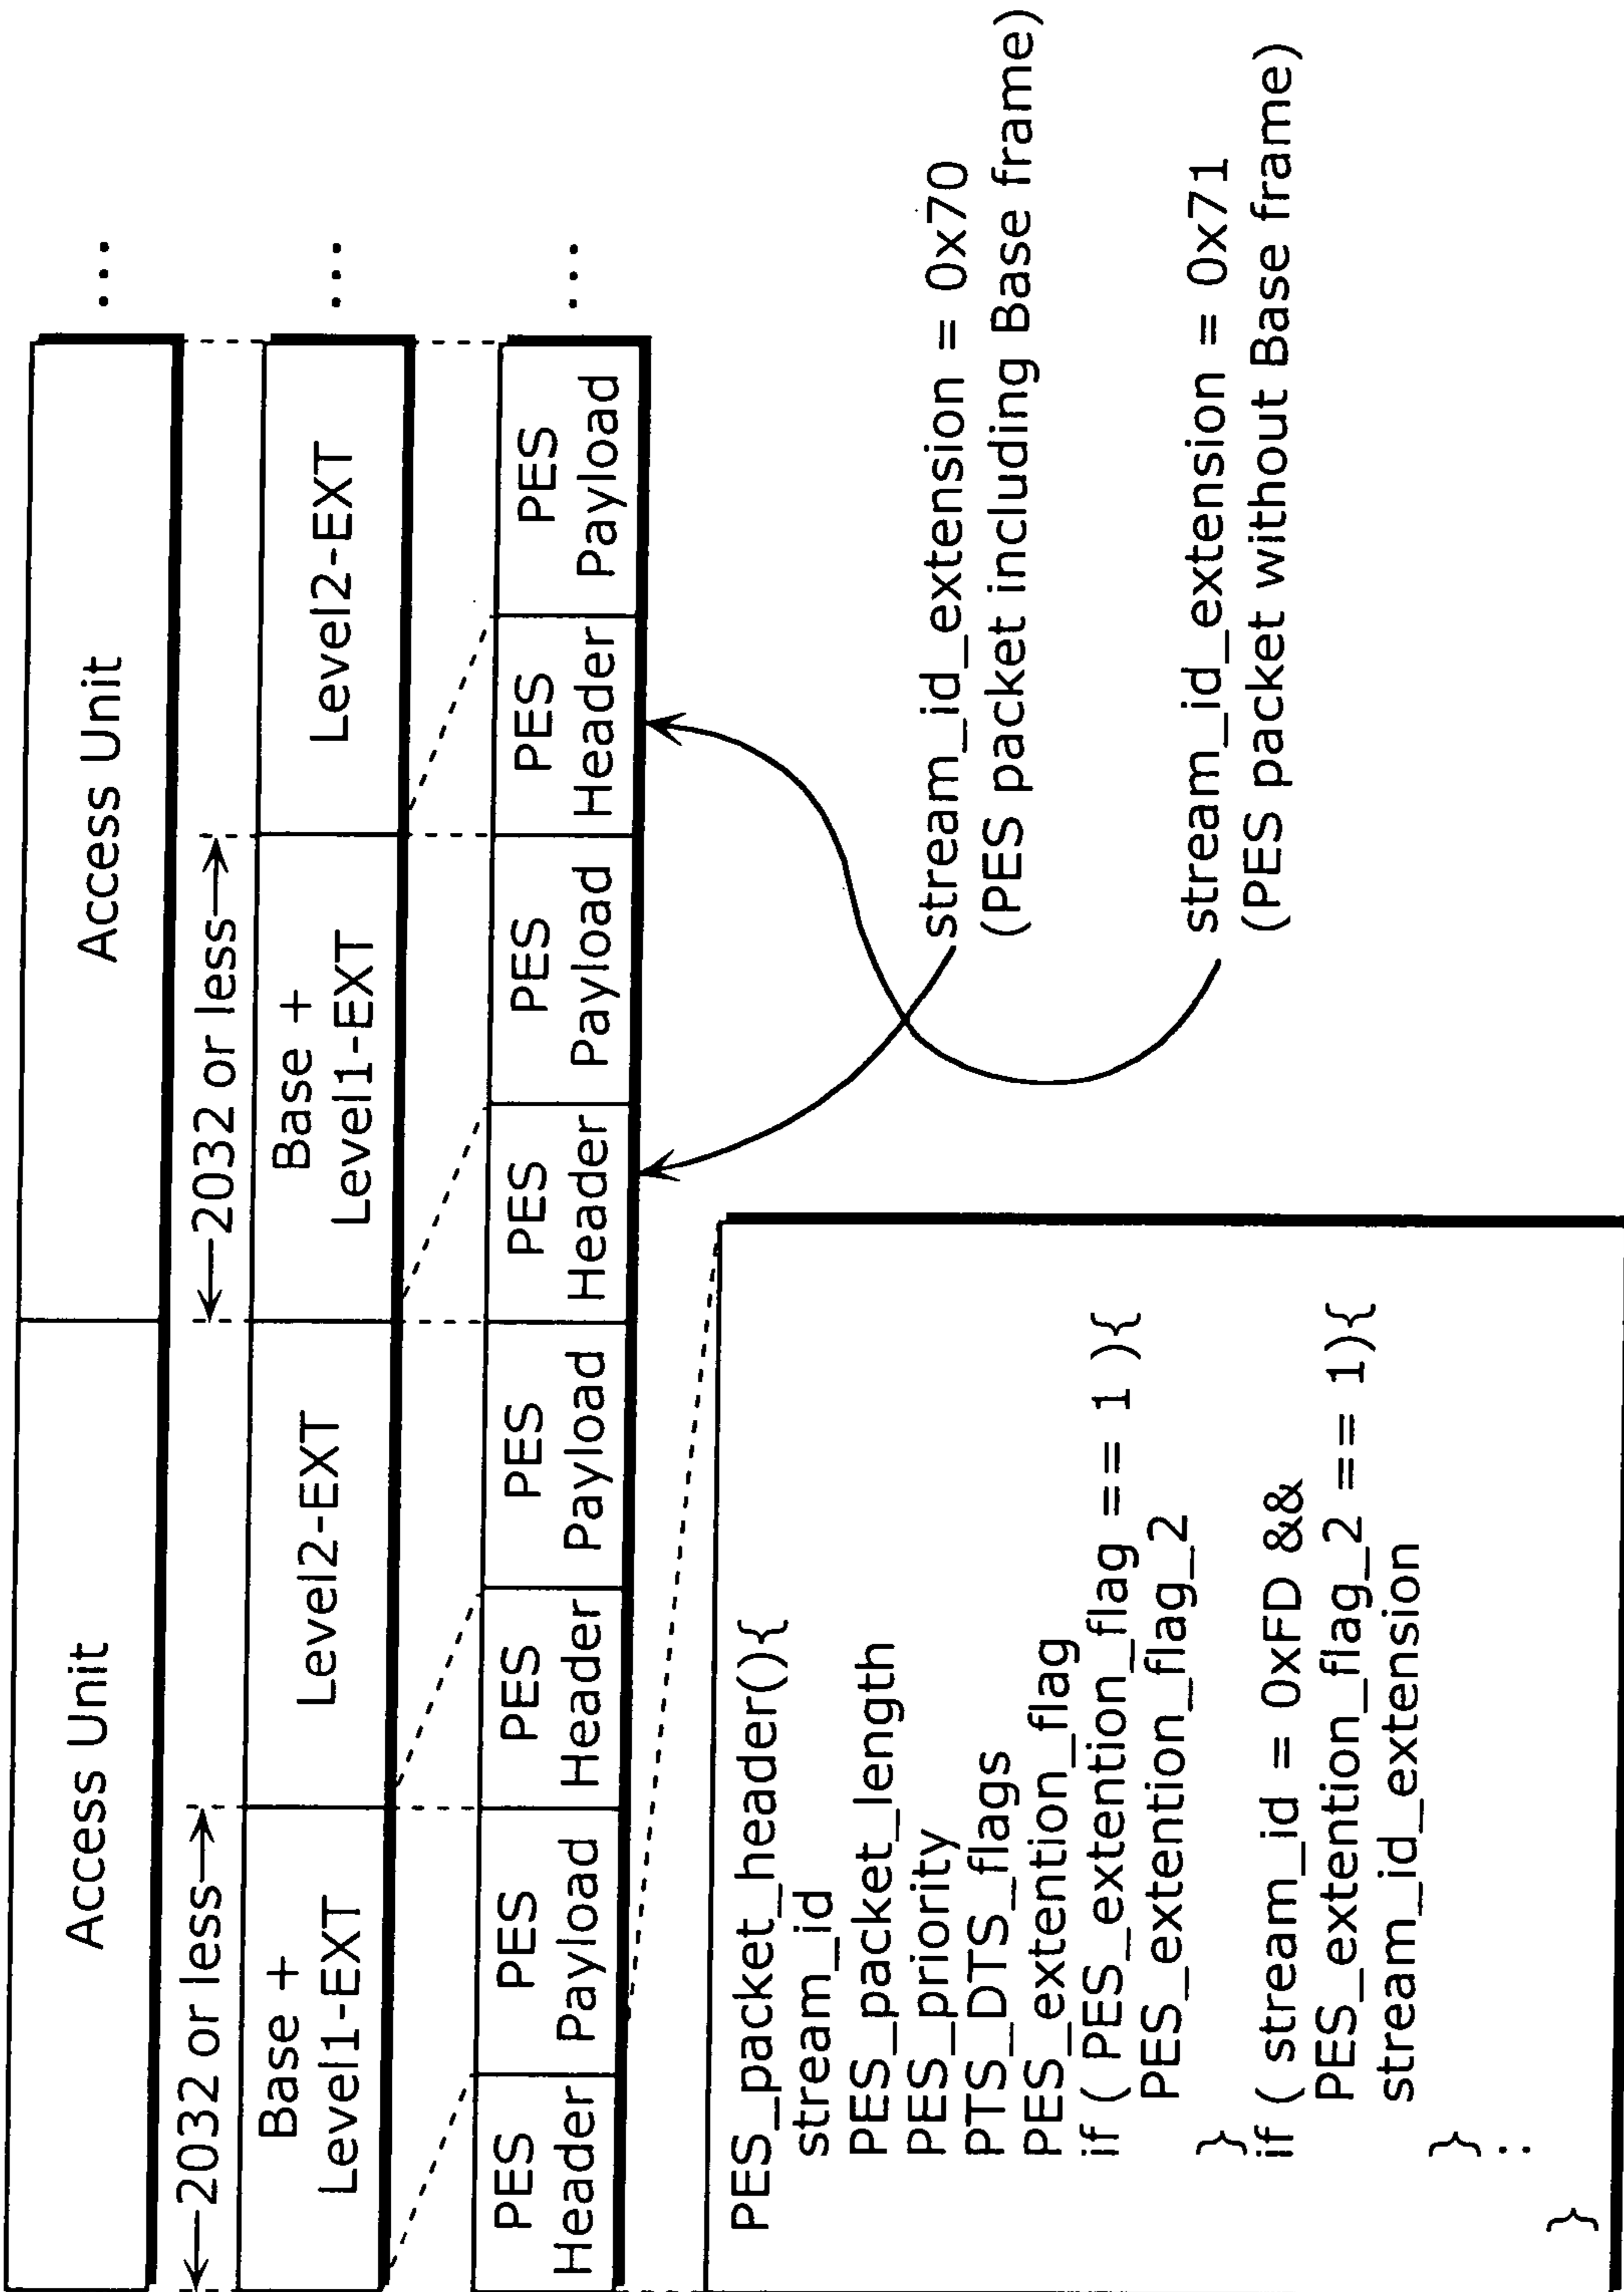 Access Unit
Access Unit
...
2032 or less
2032 or less
Base +
Level1-EXT
Level2-EXT
Base +
Level1-EXT
Level2-EXT
...
PES
Header
PES
Payload
PES
Header
PES
Payload
PES
Header
PES
Payload
PES
Header
PES
Payload
...
PES_packet_header(){
stream_id
PES_packet_length
PES_priority
PTS_DTS_flags
PES_extention_flag
if ( PES_extention_flag == 1 ){
PES_extention_flag_2
}
if ( stream_id = 0xFD &&
PES_extention_flag_2 == 1){
stream_id_extension
}
:
}
stream_id_extension = 0x70
(PES packet including Base frame)
stream_id_extension = 0x71
(PES packet without Base frame)